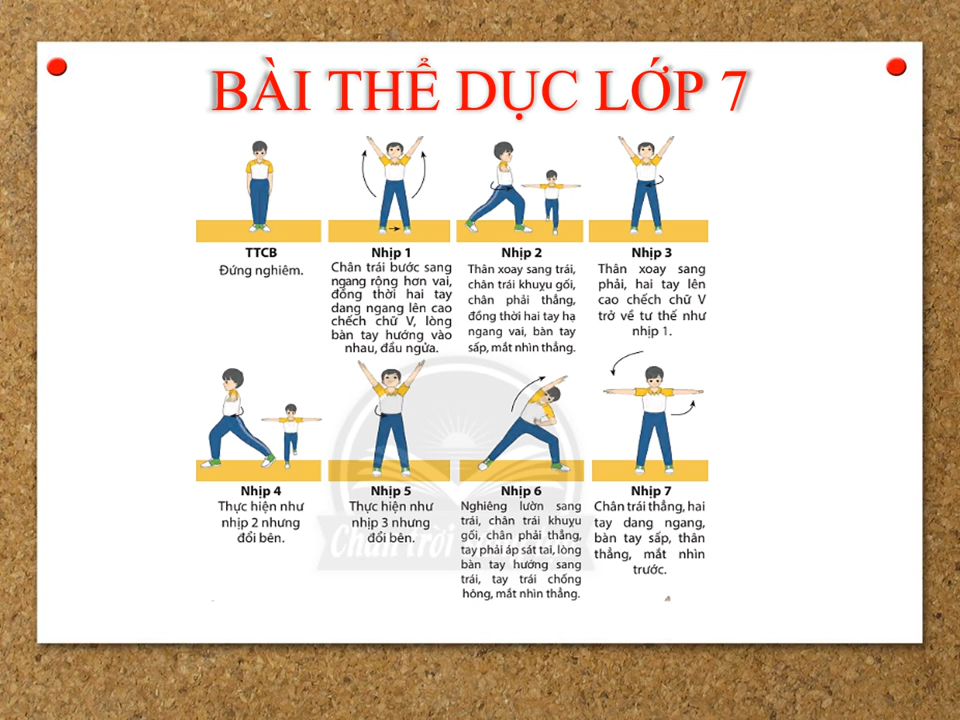 BÀI THỂ DỤC LỚP 7
TTCB
Đứng nghiêm.
Nhịp 1
Chân trái bước sang
ngang rộng hơn vai,
đồng thời hai tay
dang ngang lên cao
chếch chữ V, lòng
bàn tay hướng vào
nhau, đầu ngửa.
Nhịp 2
Thân xoay sang trái,
chân trái khuỵu gối,
chân phải thẳng,
đồng thời hai tay hạ
ngang vai, bàn tay
sấp, mắt nhìn thẳng.
Nhịp 3
Thân xoay sang
phải, hai tay lên
cao chếch chữ V
trở về tư thế như
nhịp 1.
Nhịp 4
Thực hiện như
nhịp 2 nhưng
đổi bên.
Nhịp 5
Thực hiện như
nhịp 3 nhưng
đổi bên.
Nhịp 6
Nghiêng lườn sang
trái, chân trái khuỵu
gối, chân phải thẳng,
tay phải áp sát tai, lòng
bàn tay hướng sang
trái, tay trái chống
hông, mắt nhìn thẳng.
Nhịp 7
Chân trái thẳng, hai
tay dang ngang,
bàn tay sấp, thân
thẳng, mắt nhìn
trước.
Chân trời